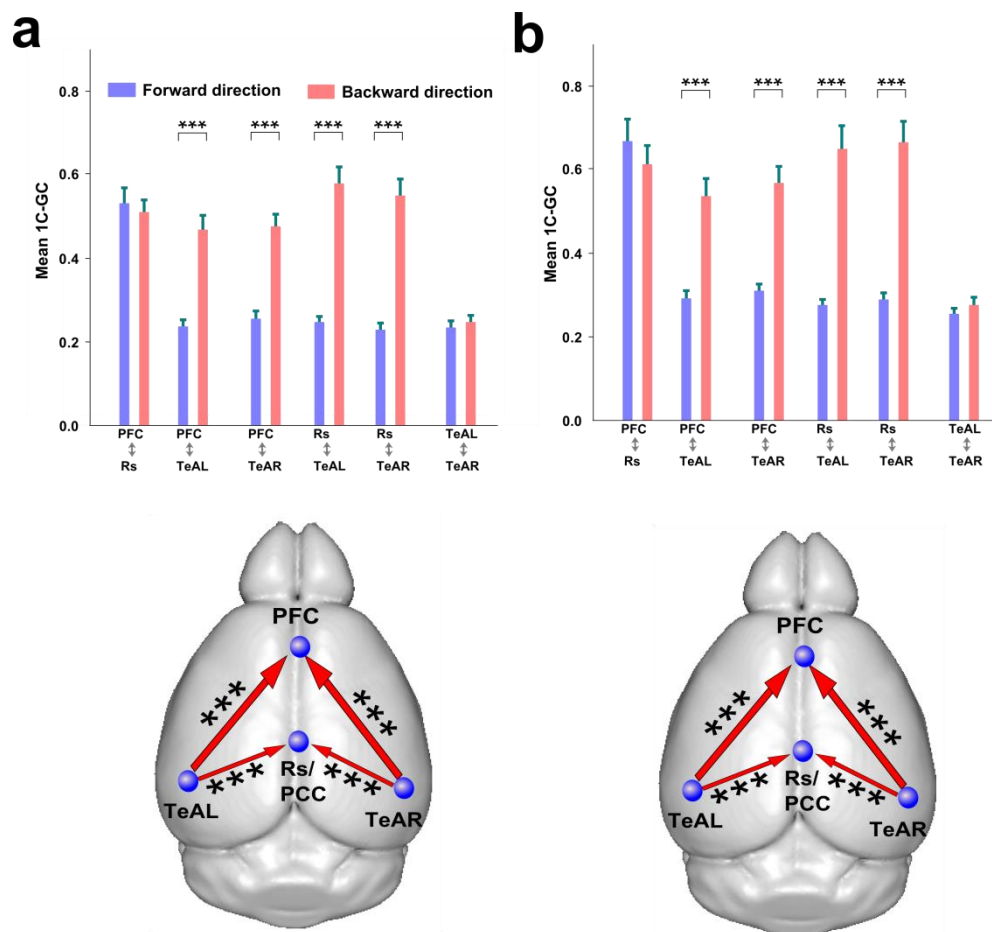 a
Mean 1C-GC
0.8
0.6
0.4
0.2
0.0
Forward direction
Backward direction
*** *** *** ***
PFC PFC PFC Rs Rs TeAL
Rs TeAL TeAR TeAL TeAR TeAR
b
Mean 1C-GC
0.8
0.6
0.4
0.2
0.0
*** *** *** ***
PFC PFC PFC Rs Rs TeAL
Rs TeAL TeAR TeAL TeAR TeAR
PFC
*** ***
*** ***
Rs/
PCC
TeAL
TeAR
PFC
*** ***
*** ***
Rs/
PCC
TeAL
TeAR